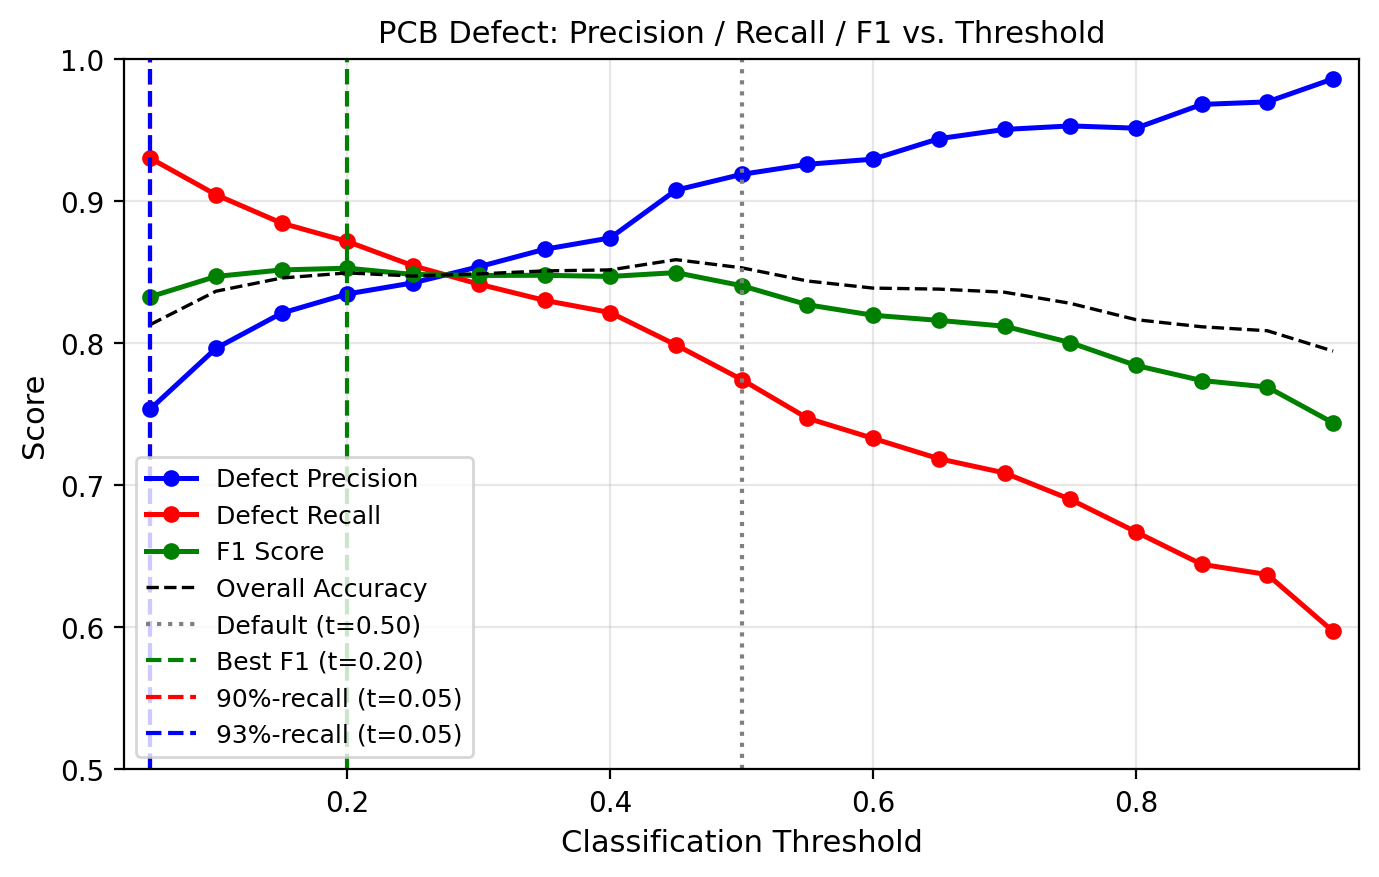 PCB Defect: Precision / Recall / F1 vs. Threshold
1.0
0.9
0.8
0.7
0.6
0.5
Score
Defect Precision
Defect Recall
F1 Score
Overall Accuracy
Default (t=0.50)
Best F1 (t=0.20)
90%-recall (t=0.05)
93%-recall (t=0.05)
0.2 0.4 0.6 0.8
Classification Threshold